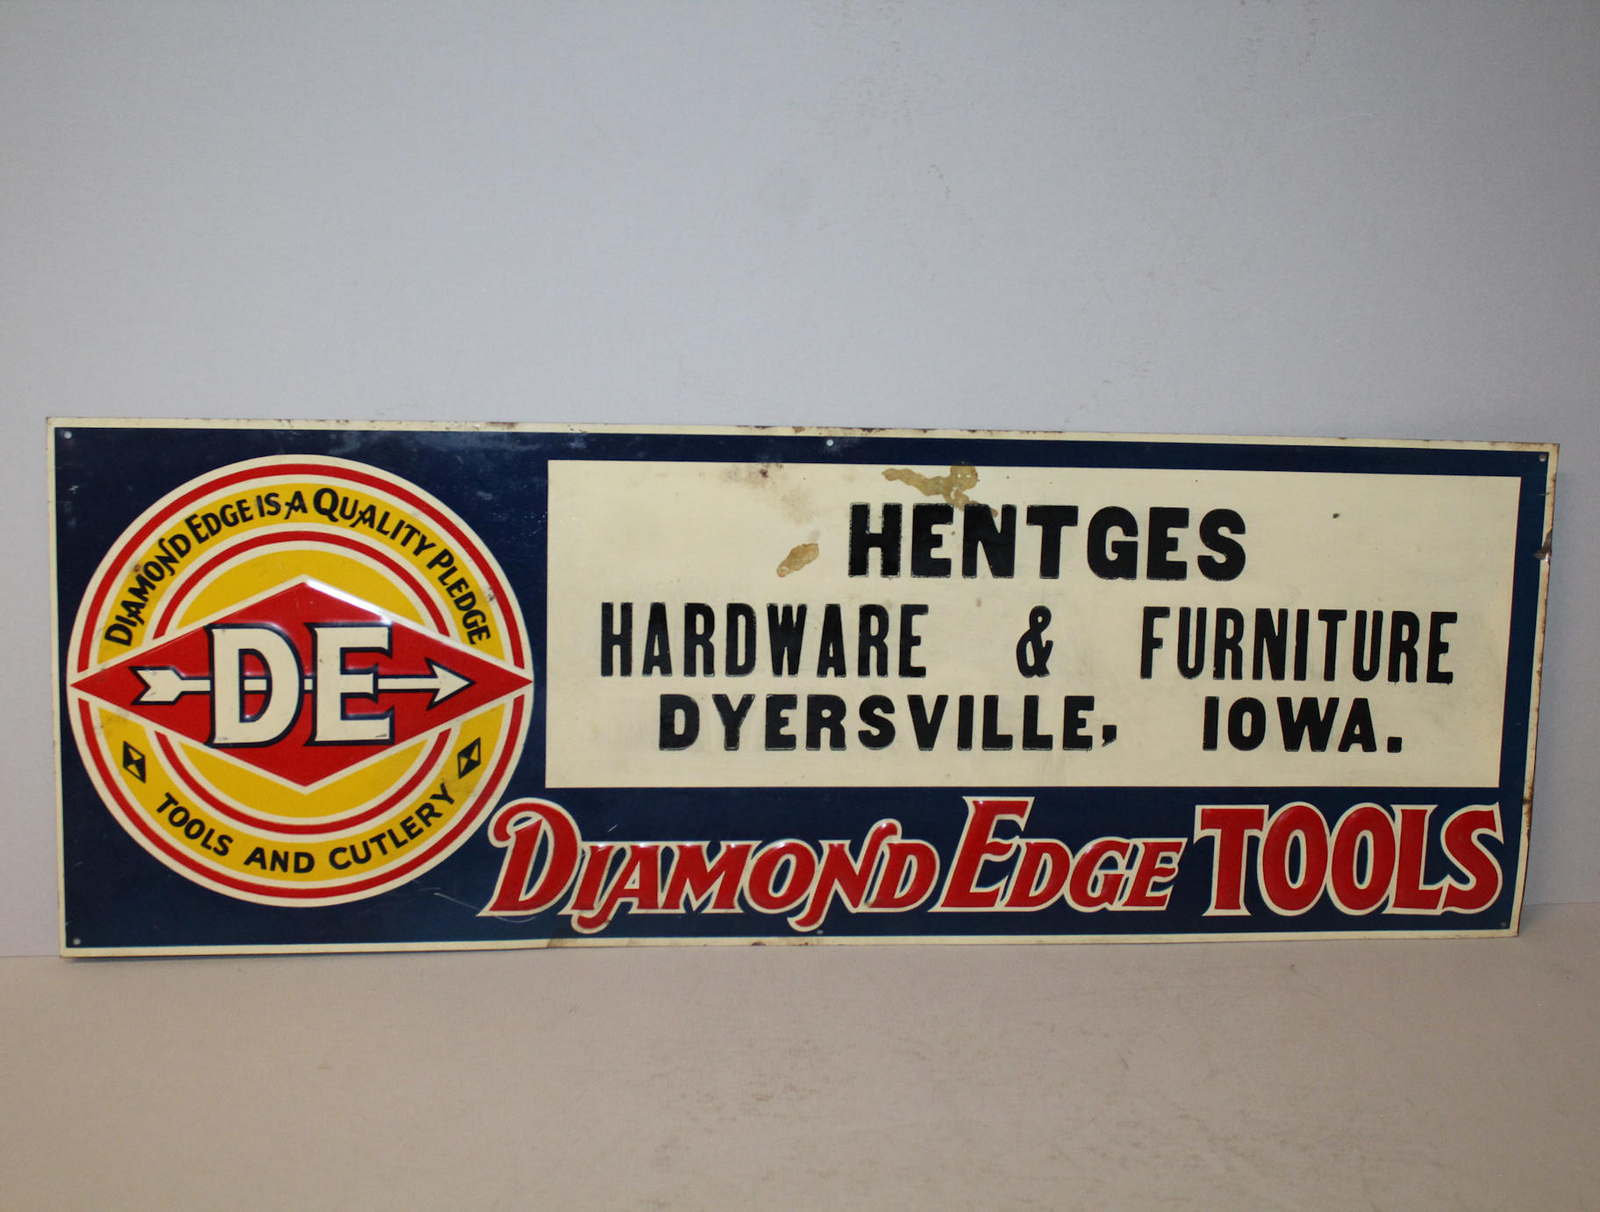 DIAMOND EDGE IS A QUALITY PLEDGE
DE
TOOLS AND CUTLERY
HENTGES
HARDWARE & FURNITURE
DYERSVILLE, IOWA.
DIAMOND EDGE TOOLS